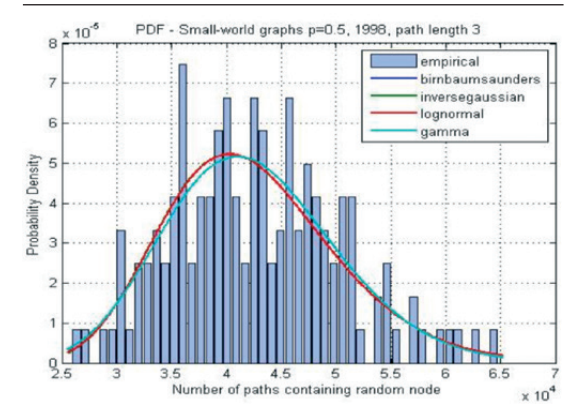 PDF - Small-world graphs p=0.5, 1998, path length 3
x 10⁻⁵
8
7
6
5
4
3
2
1
0
Probability Density
empirical
birnbaumsaunders
inversegaussian
lognormal
gamma
2.5 3 3.5 4 4.5 5 5.5 6 6.5 7
Number of paths containing random node
x 10⁴